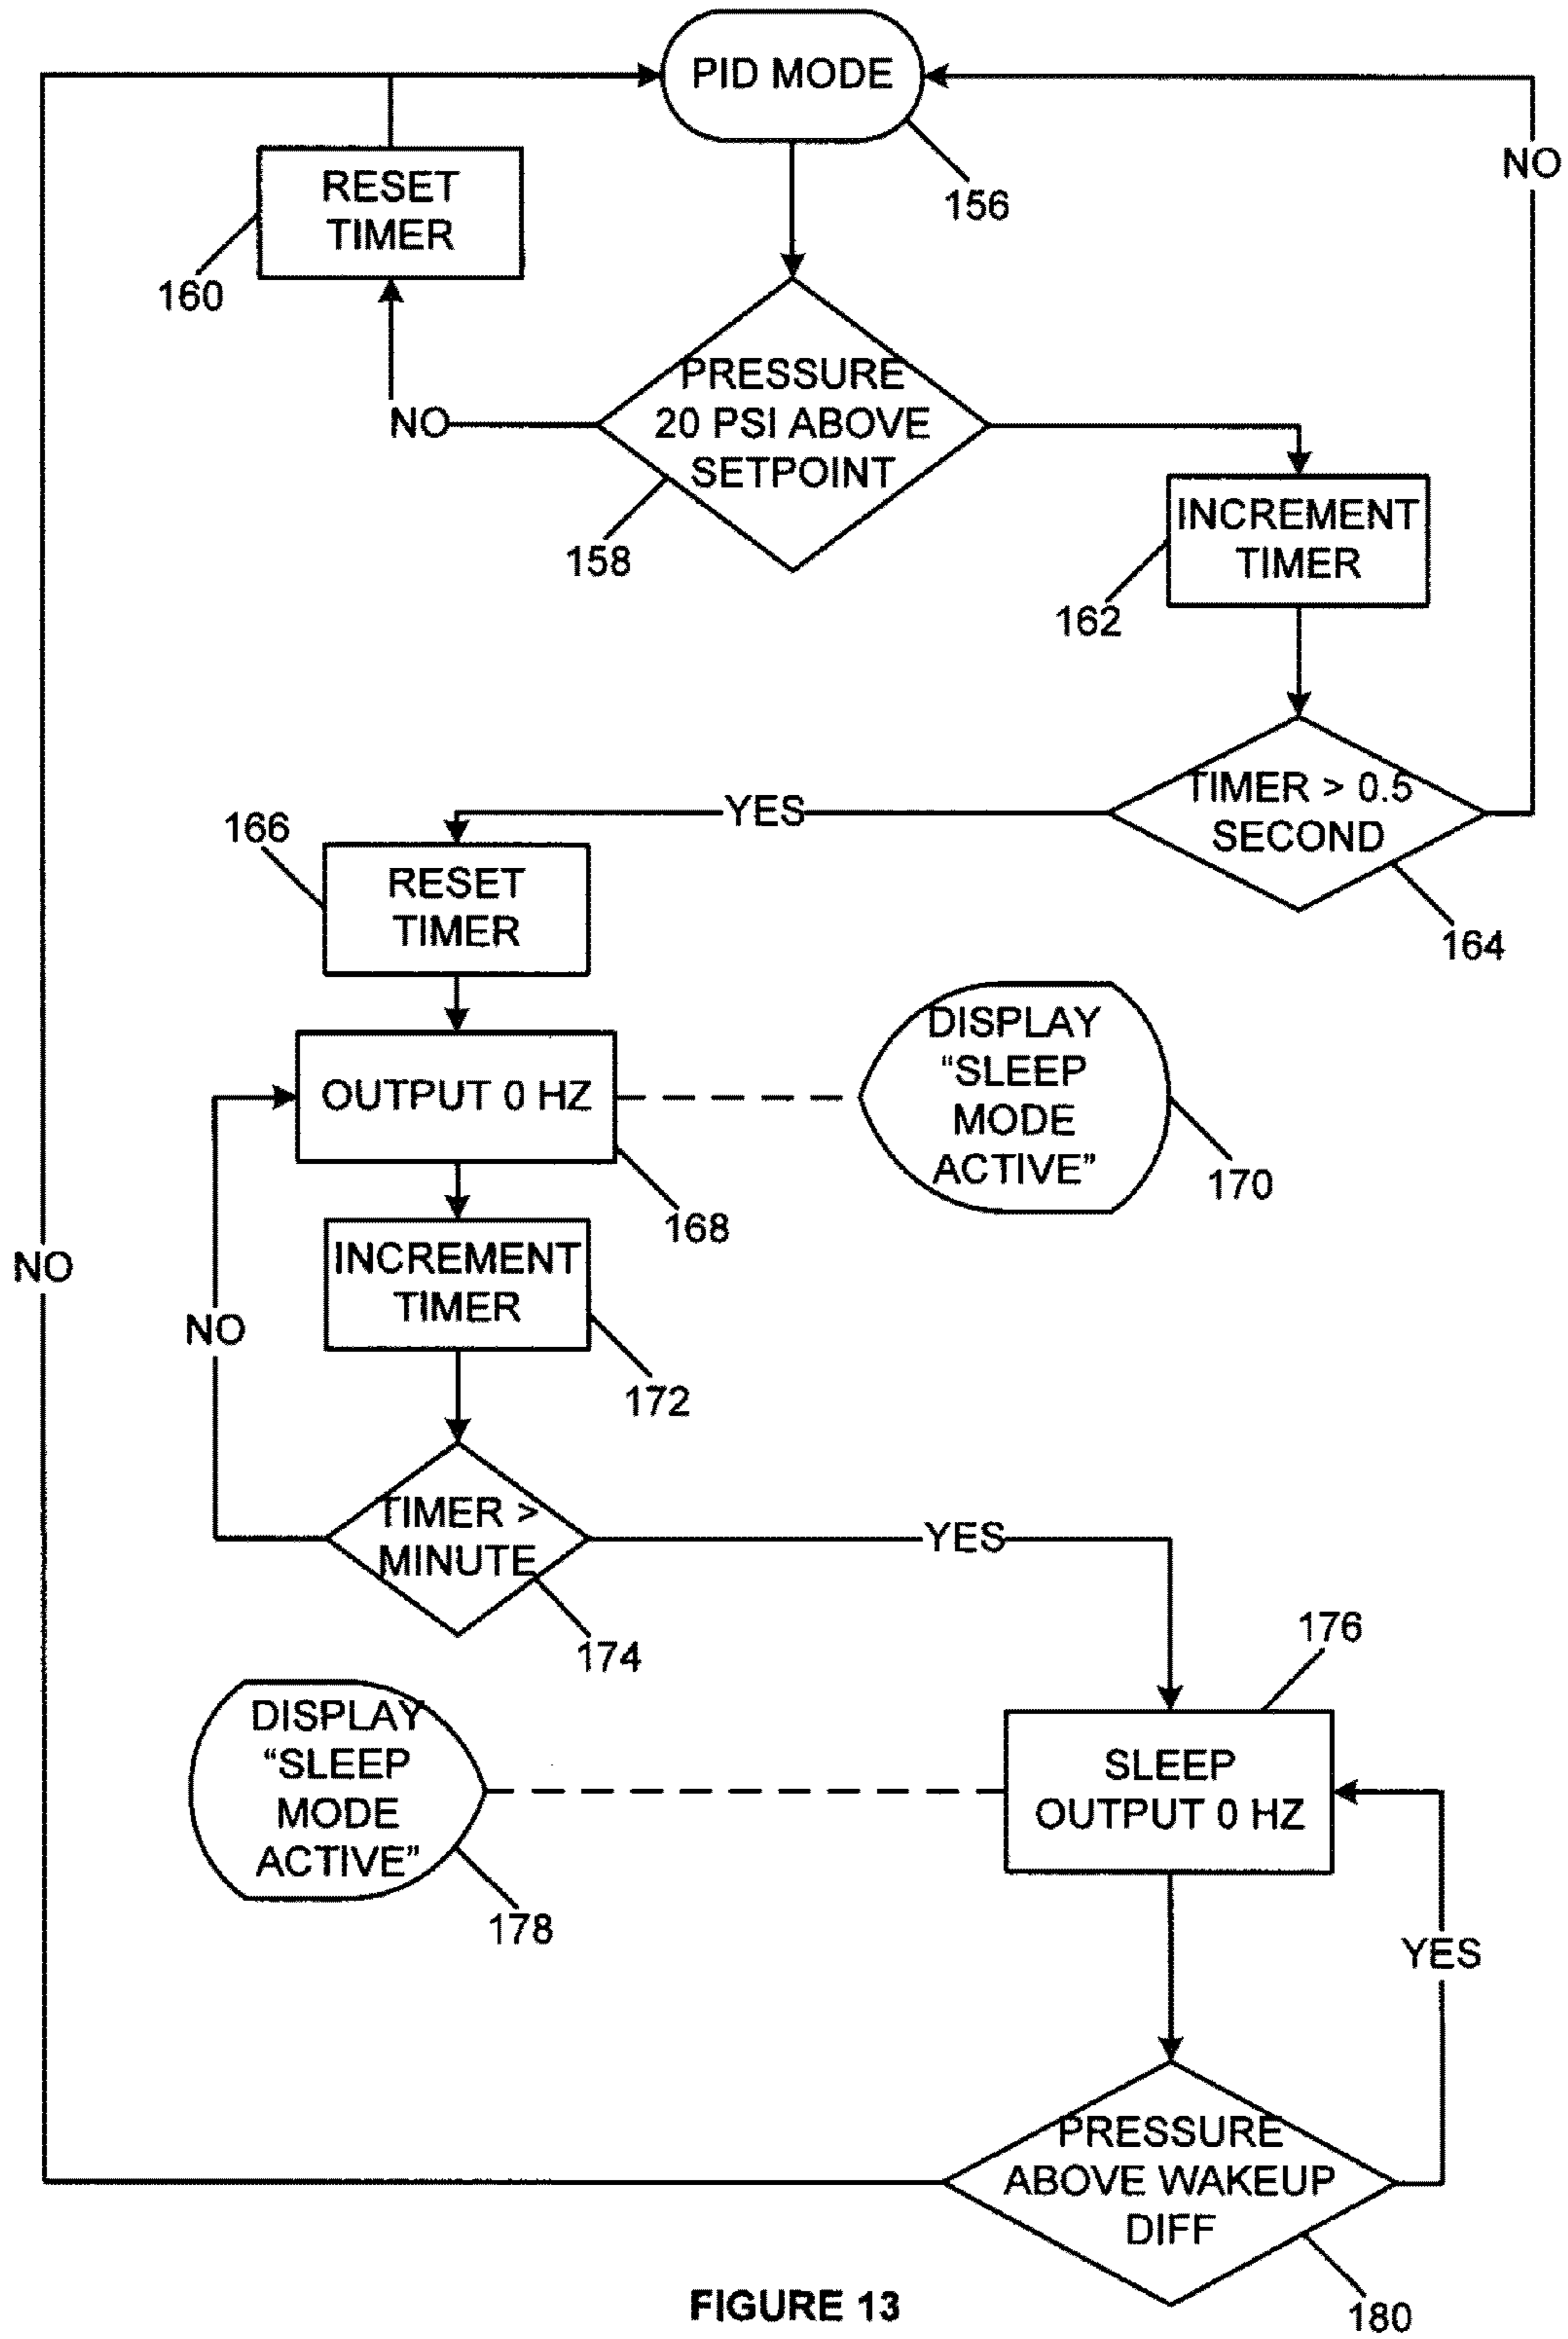 PID MODE
NO
156
RESET
TIMER
160
PRESSURE
20 PSI ABOVE
SETPOINT
NO
158
INCREMENT
TIMER
162
TIMER > 0.5
SECOND
YES
164
166
RESET
TIMER
DISPLAY
“SLEEP
MODE
ACTIVE”
170
OUTPUT 0 HZ
168
INCREMENT
TIMER
NO
NO
172
TIMER >
MINUTE
YES
174
176
DISPLAY
“SLEEP
MODE
ACTIVE”
178
SLEEP
OUTPUT 0 HZ
YES
PRESSURE
ABOVE WAKEUP
DIFF
180
FIGURE 13